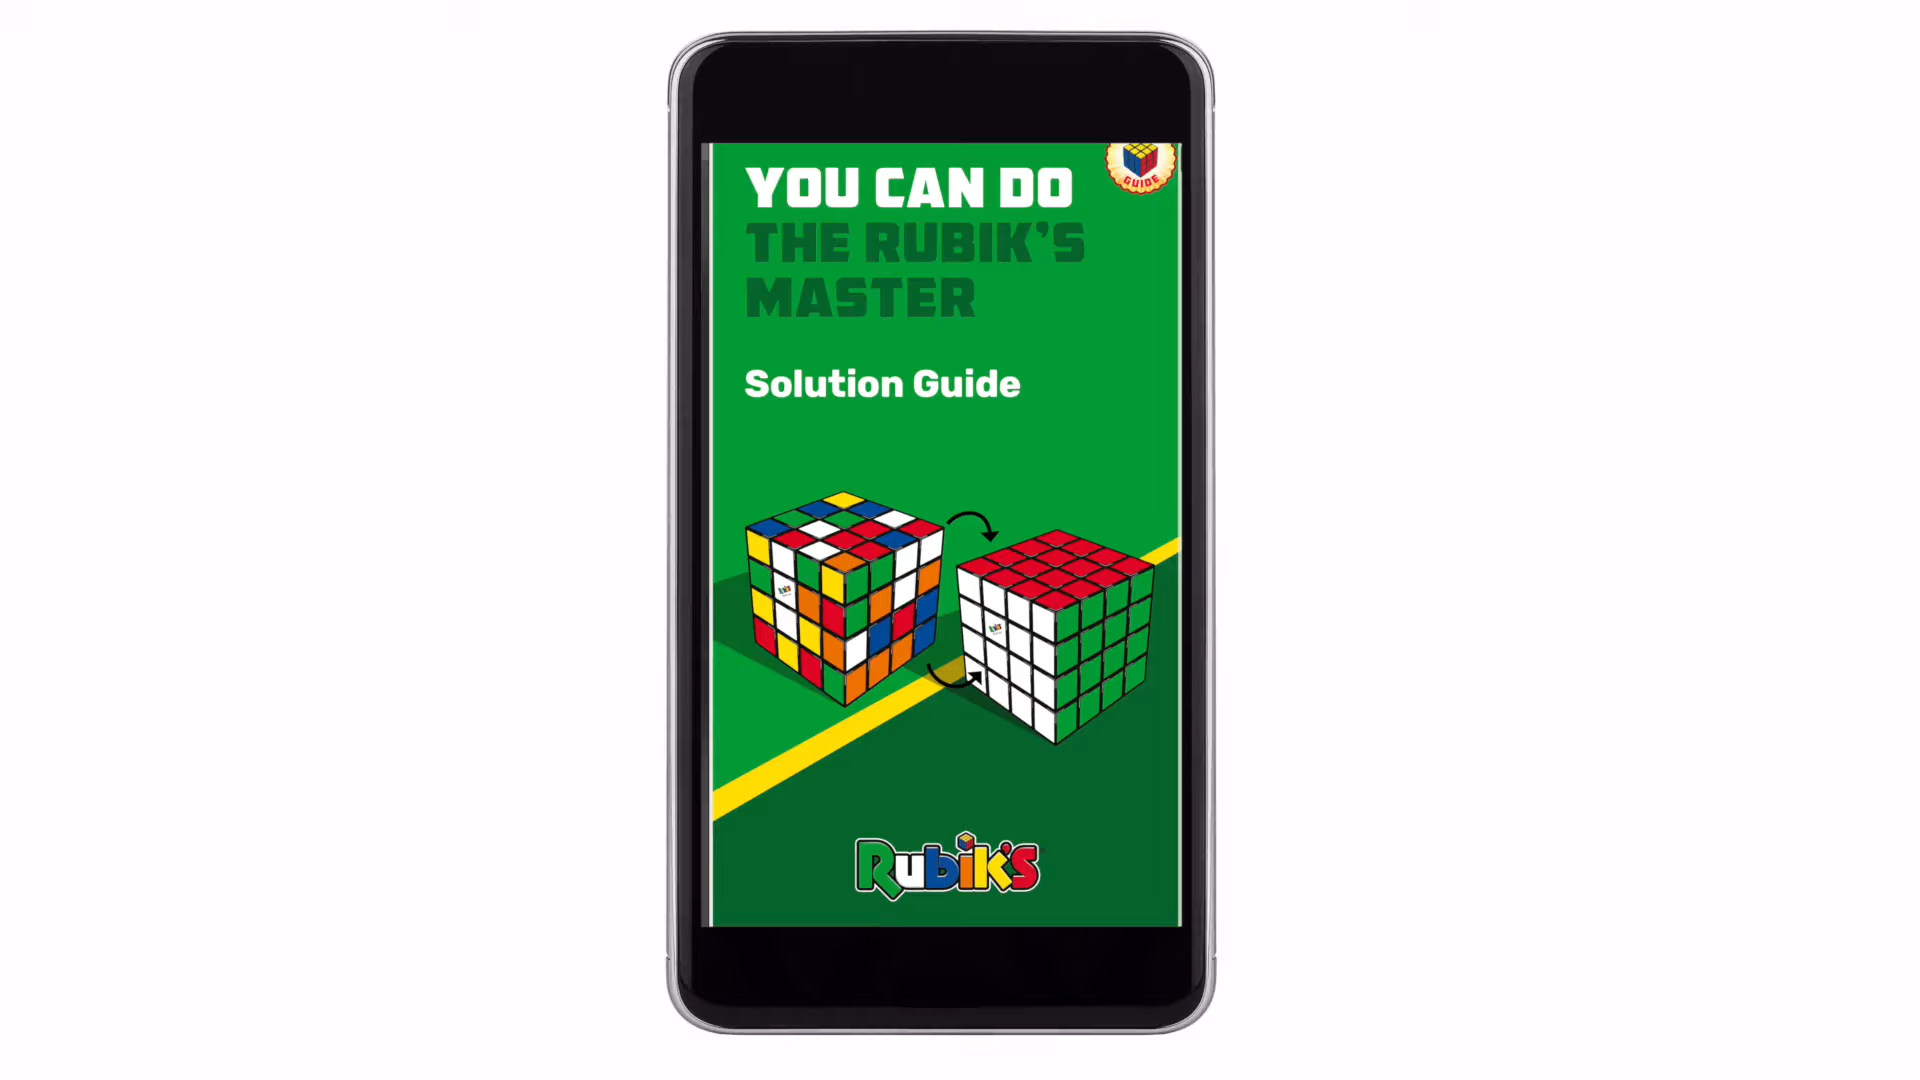 YOU CAN DO
THE RUBIK'S
MASTER
GUIDE
Solution Guide
Rubik's